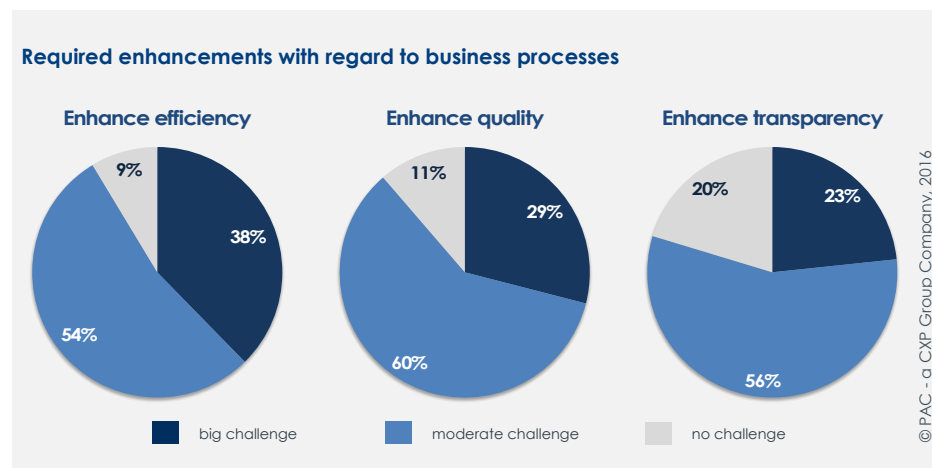 Required enhancements with regard to business processes
Enhance efficiency
Enhance quality
Enhance transparency
9%
38%
54%
11%
29%
60%
20%
23%
56%
big challenge
moderate challenge
no challenge
© PAC - a CXP Group Company, 2016